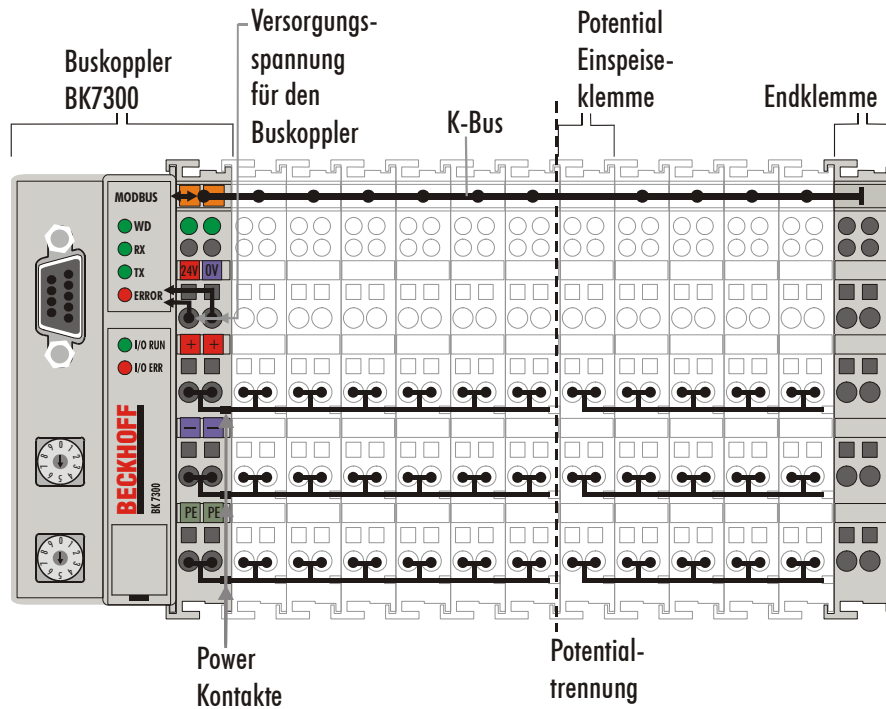 Versorgungs-
spannung
für den
Buskoppler
Potential
Einspeise-
klemme
Buskoppler
BK7300
Endklemme
K-Bus
MODBUS
WD
RX
TX
ERROR
24V 0V
I/O RUN
I/O ERR
+ +
BECKHOFF
BK 7300
− −
PE PE
Power
Kontakte
Potential-
trennung